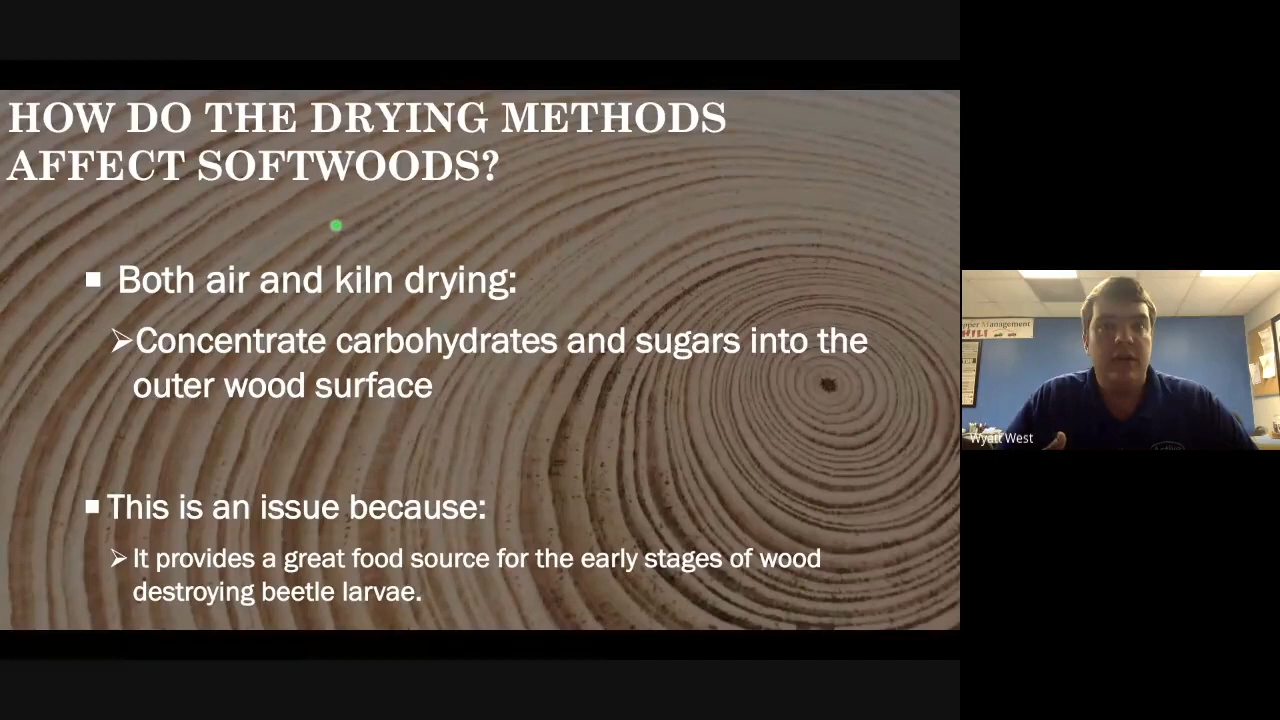 HOW DO THE DRYING METHODS
AFFECT SOFTWOODS?
■ Both air and kiln drying:
➢Concentrate carbohydrates and sugars into the
outer wood surface
■ This is an issue because:
➢It provides a great food source for the early stages of wood
destroying beetle larvae.
Management
Wyatt West